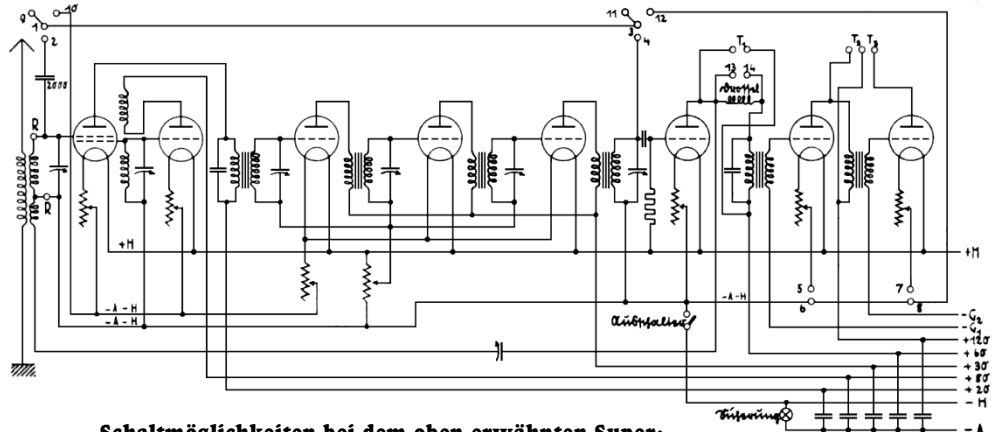 9 10 11 12
1
2 3 4
T₁ T₂ T₃
2000
13 14
Drossel
R
R
+H +H
5 7
-A-H
6 8
-A-H
-A-H
Ausschalter
-G₂
-G₁
+120
+60
+30
+80
+20
-H
Sicherung
-A
Schaltmöglichkeiten bei dem oben erwähnten Super: